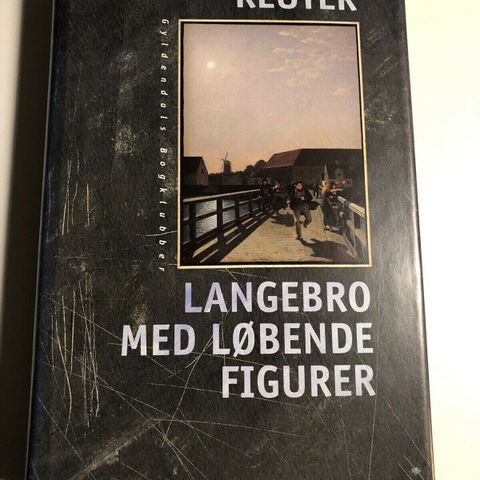 REUTER
Gyldendals Bogklubber
LANGEBRO
MED LØBENDE
FIGURER